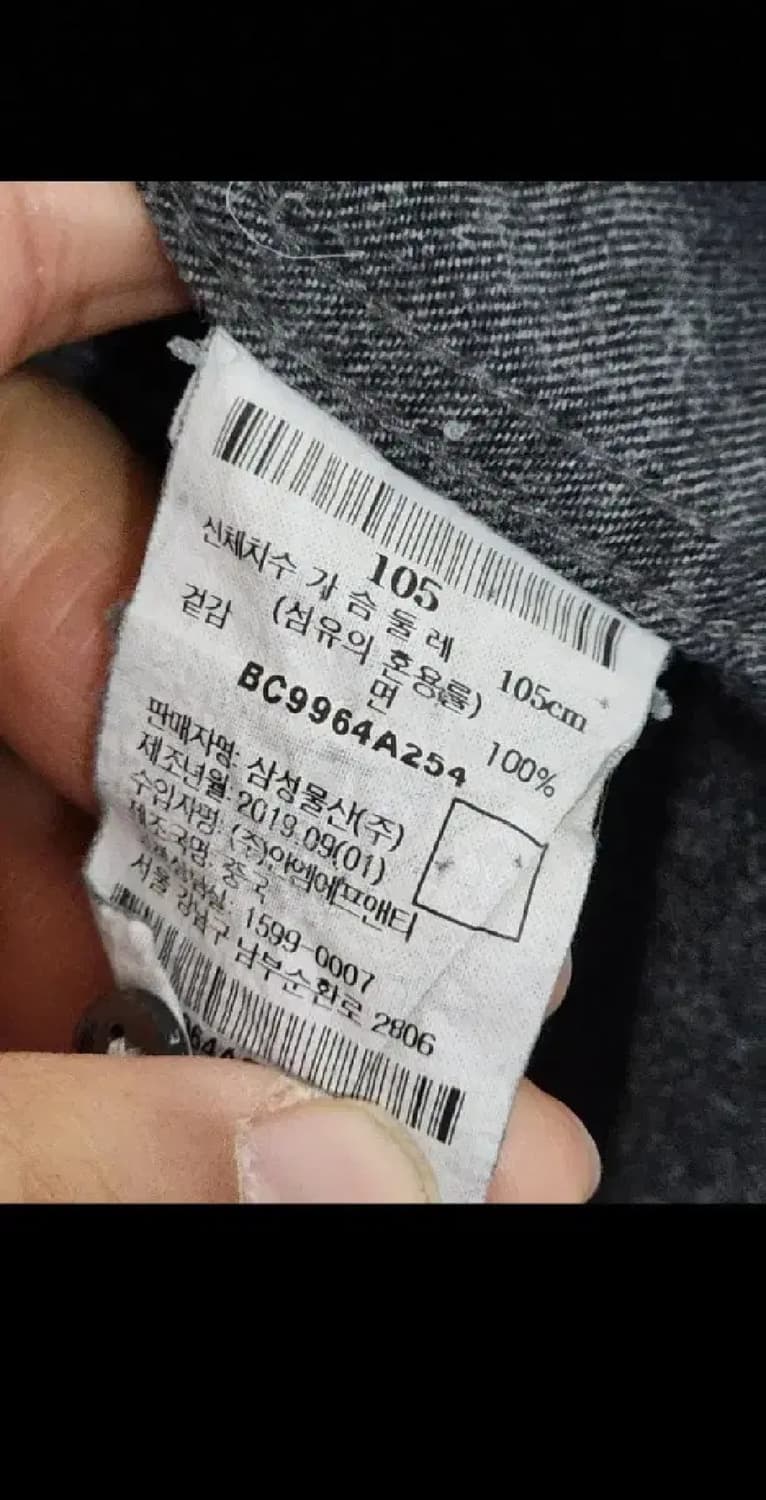 105
신체치수 가슴둘레 105cm
(섬유의 혼용률)
겉감 면 100%
BC9964A254
판매자명: 삼성물산(주)
제조년월: 2019.09(01)
수입자명: (주)아엠에프앤티
제조국명: 중국
1599-0007
서울 강남구 남부순환로 2806
64A